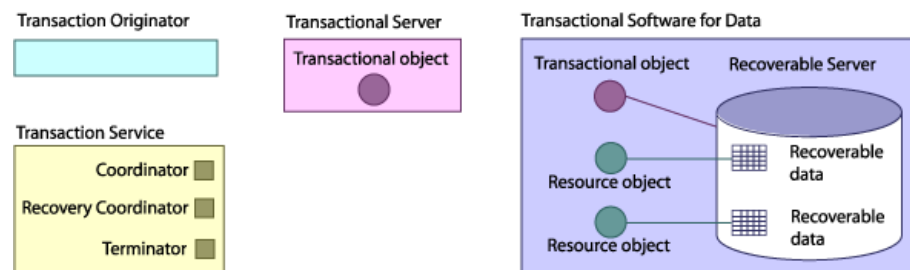 Transaction Originator
Transactional Server
Transactional object
Transactional Software for Data
Transactional object
Recoverable Server
Resource object
Recoverable
data
Resource object
Recoverable
data
Transaction Service
Coordinator
Recovery Coordinator
Terminator